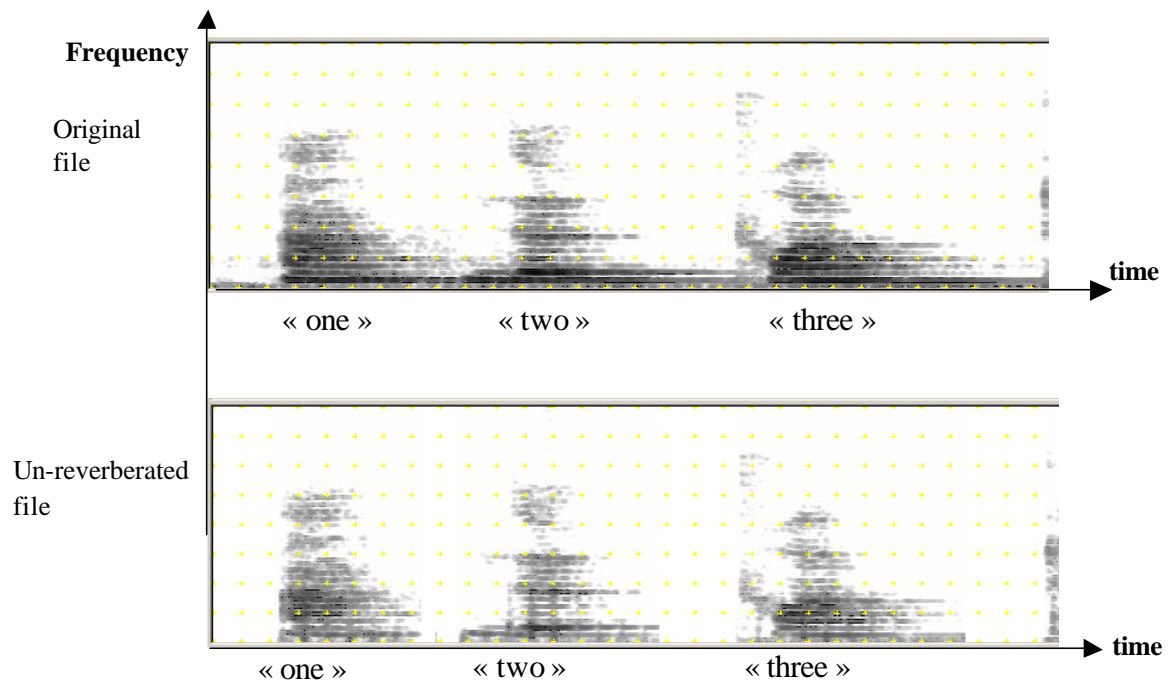 Frequency
Original
file
time
« one »
« two »
« three »
Un-reverberated
file
time
« one »
« two »
« three »